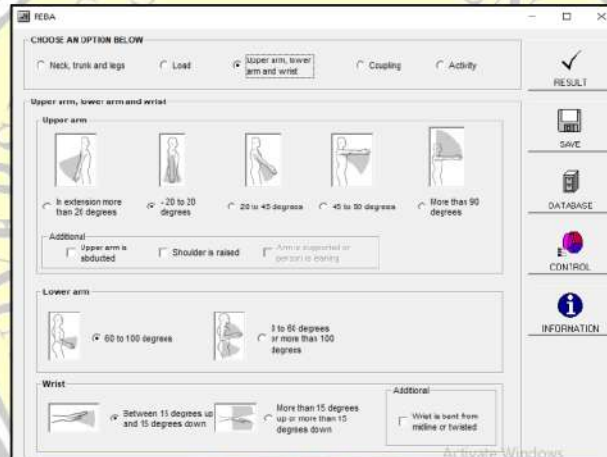 REBA
CHOOSE AN OPTION BELOW
Neck, trunk and legs
Load
Upper arm, lower
arm and wrist
Coupling
Activity
RESULT
SAVE
DATABASE
CONTROL
INFORMATION
Upper arm, lower arm and wrist
Upper arm
In extension more
than 20 degrees
- 20 to 20
degrees
20 to 45 degrees
45 to 90 degrees
More than 90
degrees
Additional
Upper arm is
abducted
Shoulder is raised
Arm is supported or
person is leaning
Lower arm
60 to 100 degrees
0 to 60 degrees
or more than 100
degrees
Wrist
Between 15 degrees up
and 15 degrees down
More than 15 degrees
up or more than 15
degrees down
Additional
Wrist is bent from
midline or twisted
Activate Windows